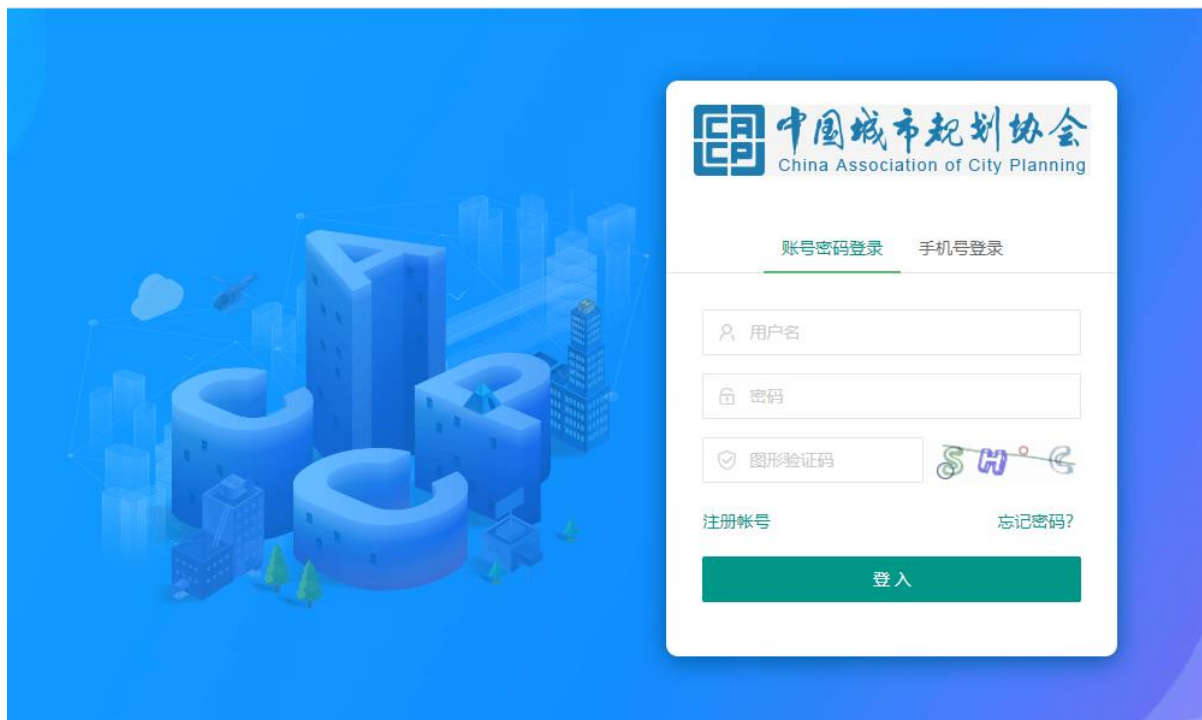 CACP
中国城市规划协会
China Association of City Planning
账号密码登录 手机号登录
用户名
密码
图形验证码
注册帐号 忘记密码?
登入
CAPC